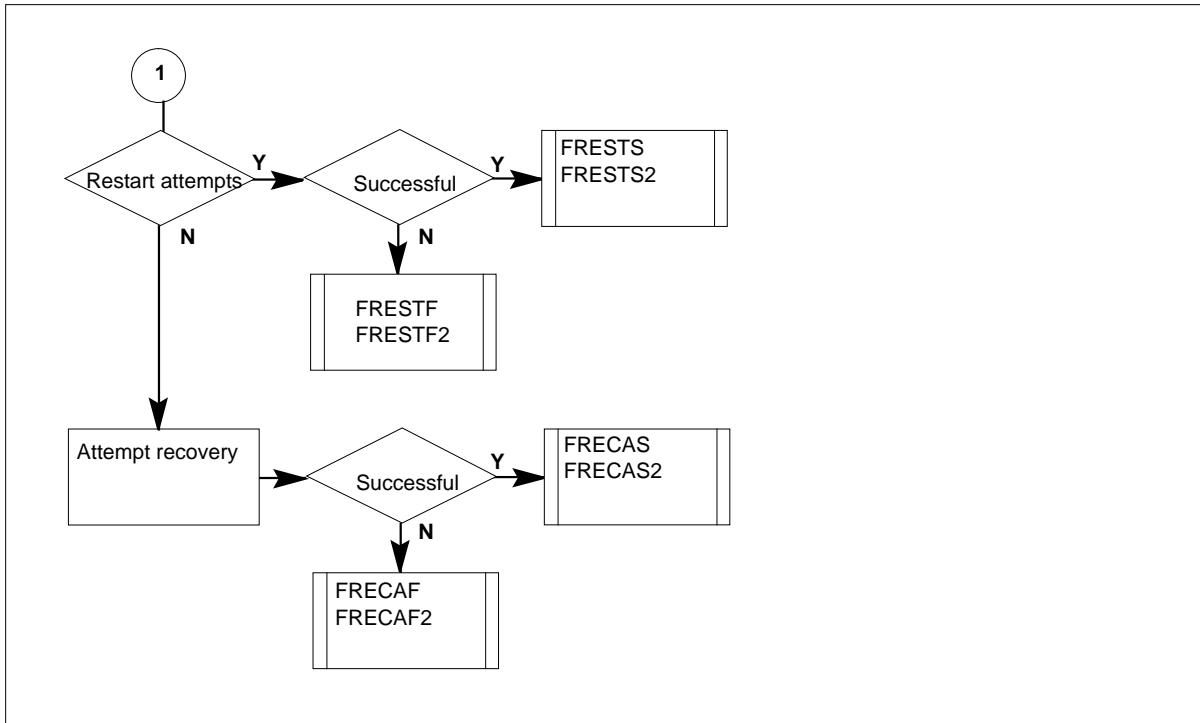 1
Restart attempts
Y
Successful
Y
FRESTS
FRESTS2
N
N
FRESTF
FRESTF2
Attempt recovery
Successful
Y
FRECAS
FRECAS2
N
FRECAF
FRECAF2